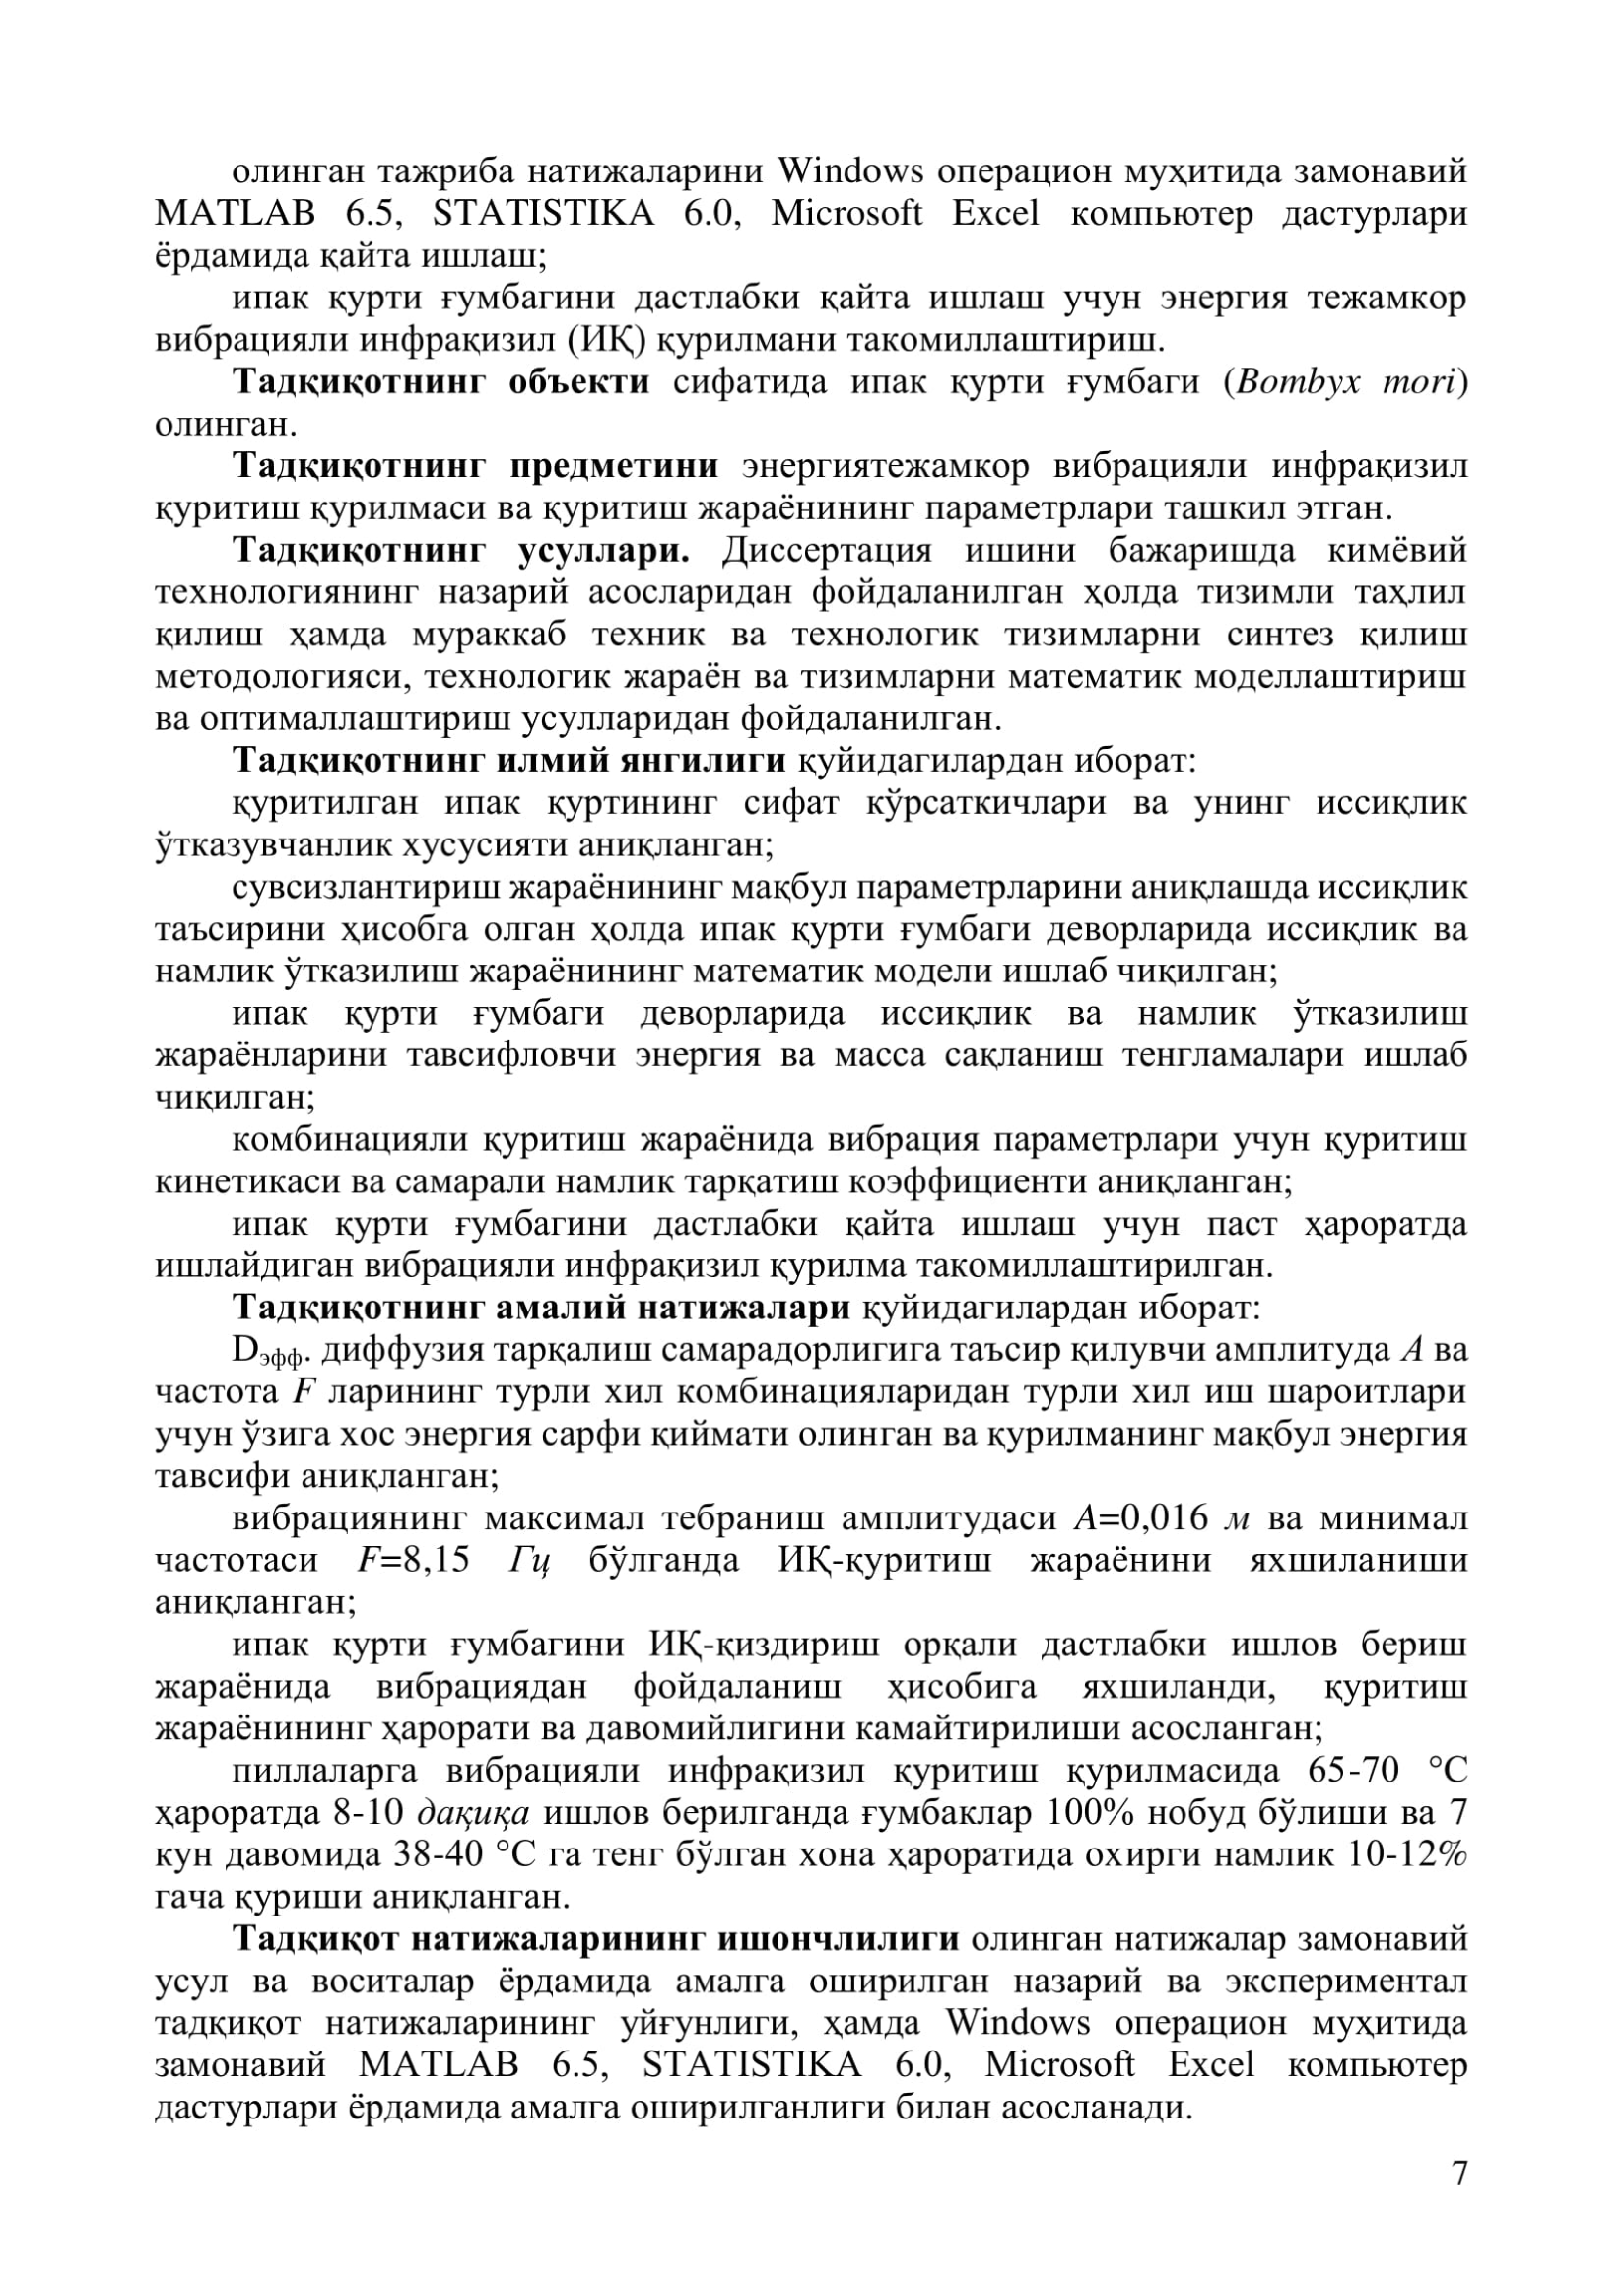 олинган тажриба натижаларини Windows операцион муҳитида замонавий
MATLAB 6.5, STATISTIKA 6.0, Microsoft Excel компьютер дастурлари
ёрдамида қайта ишлаш;
ипак қурти ғумбагини дастлабки қайта ишлаш учун энергия тежамкор
вибрацияли инфрақизил (ИҚ) қурилмани такомиллаштириш.
Тадқиқотнинг объекти сифатида ипак қурти ғумбаги (Bombyx mori)
олинган.
Тадқиқотнинг предметини энергиятежамкор вибрацияли инфрақизил
қуритиш қурилмаси ва қуритиш жараёнининг параметрлари ташкил этган.
Тадқиқотнинг усуллари. Диссертация ишини бажаришда кимёвий
технологиянинг назарий асосларидан фойдаланилган ҳолда тизимли таҳлил
қилиш ҳамда мураккаб техник ва технологик тизимларни синтез қилиш
методологияси, технологик жараён ва тизимларни математик моделлаштириш
ва оптималлаштириш усулларидан фойдаланилган.
Тадқиқотнинг илмий янгилиги қуйидагилардан иборат:
қуритилган ипак қуртининг сифат кўрсаткичлари ва унинг иссиқлик
ўтказувчанлик хусусияти аниқланган;
сувсизлантириш жараёнининг мақбул параметрларини аниқлашда иссиқлик
таъсирини ҳисобга олган ҳолда ипак қурти ғумбаги деворларида иссиқлик ва
намлик ўтказилиш жараёнининг математик модели ишлаб чиқилган;
ипак қурти ғумбаги деворларида иссиқлик ва намлик ўтказилиш
жараёнларини тавсифловчи энергия ва масса сақланиш тенгламалари ишлаб
чиқилган;
комбинацияли қуритиш жараёнида вибрация параметрлари учун қуритиш
кинетикаси ва самарали намлик тарқатиш коэффициенти аниқланган;
ипак қурти ғумбагини дастлабки қайта ишлаш учун паст ҳароратда
ишлайдиган вибрацияли инфрақизил қурилма такомиллаштирилган.
Тадқиқотнинг амалий натижалари қуйидагилардан иборат:
Dэфф. диффузия тарқалиш самарадорлигига таъсир қилувчи амплитуда A ва
частота F ларининг турли хил комбинацияларидан турли хил иш шароитлари
учун ўзига хос энергия сарфи қиймати олинган ва қурилманинг мақбул энергия
тавсифи аниқланган;
вибрациянинг максимал тебраниш амплитудаси A=0,016 м ва минимал
частотаси F=8,15 Гц бўлганда ИҚ-қуритиш жараёнини яхшиланиши
аниқланган;
ипак қурти ғумбагини ИҚ-қиздириш орқали дастлабки ишлов бериш
жараёнида вибрациядан фойдаланиш ҳисобига яхшиланди, қуритиш
жараёнининг ҳарорати ва давомийлигини камайтирилиши асосланган;
пиллаларга вибрацияли инфрақизил қуритиш қурилмасида 65-70 °C
ҳароратда 8-10 дақиқа ишлов берилганда ғумбаклар 100% нобуд бўлиши ва 7
кун давомида 38-40 °C га тенг бўлган хона ҳароратида охирги намлик 10-12%
гача қуриши аниқланган.
Тадқиқот натижаларининг ишончлилиги олинган натижалар замонавий
усул ва воситалар ёрдамида амалга оширилган назарий ва экспериментал
тадқиқот натижаларининг уйғунлиги, ҳамда Windows операцион муҳитида
замонавий MATLAB 6.5, STATISTIKA 6.0, Microsoft Excel компьютер
дастурлари ёрдамида амалга оширилганлиги билан асосланади.
7